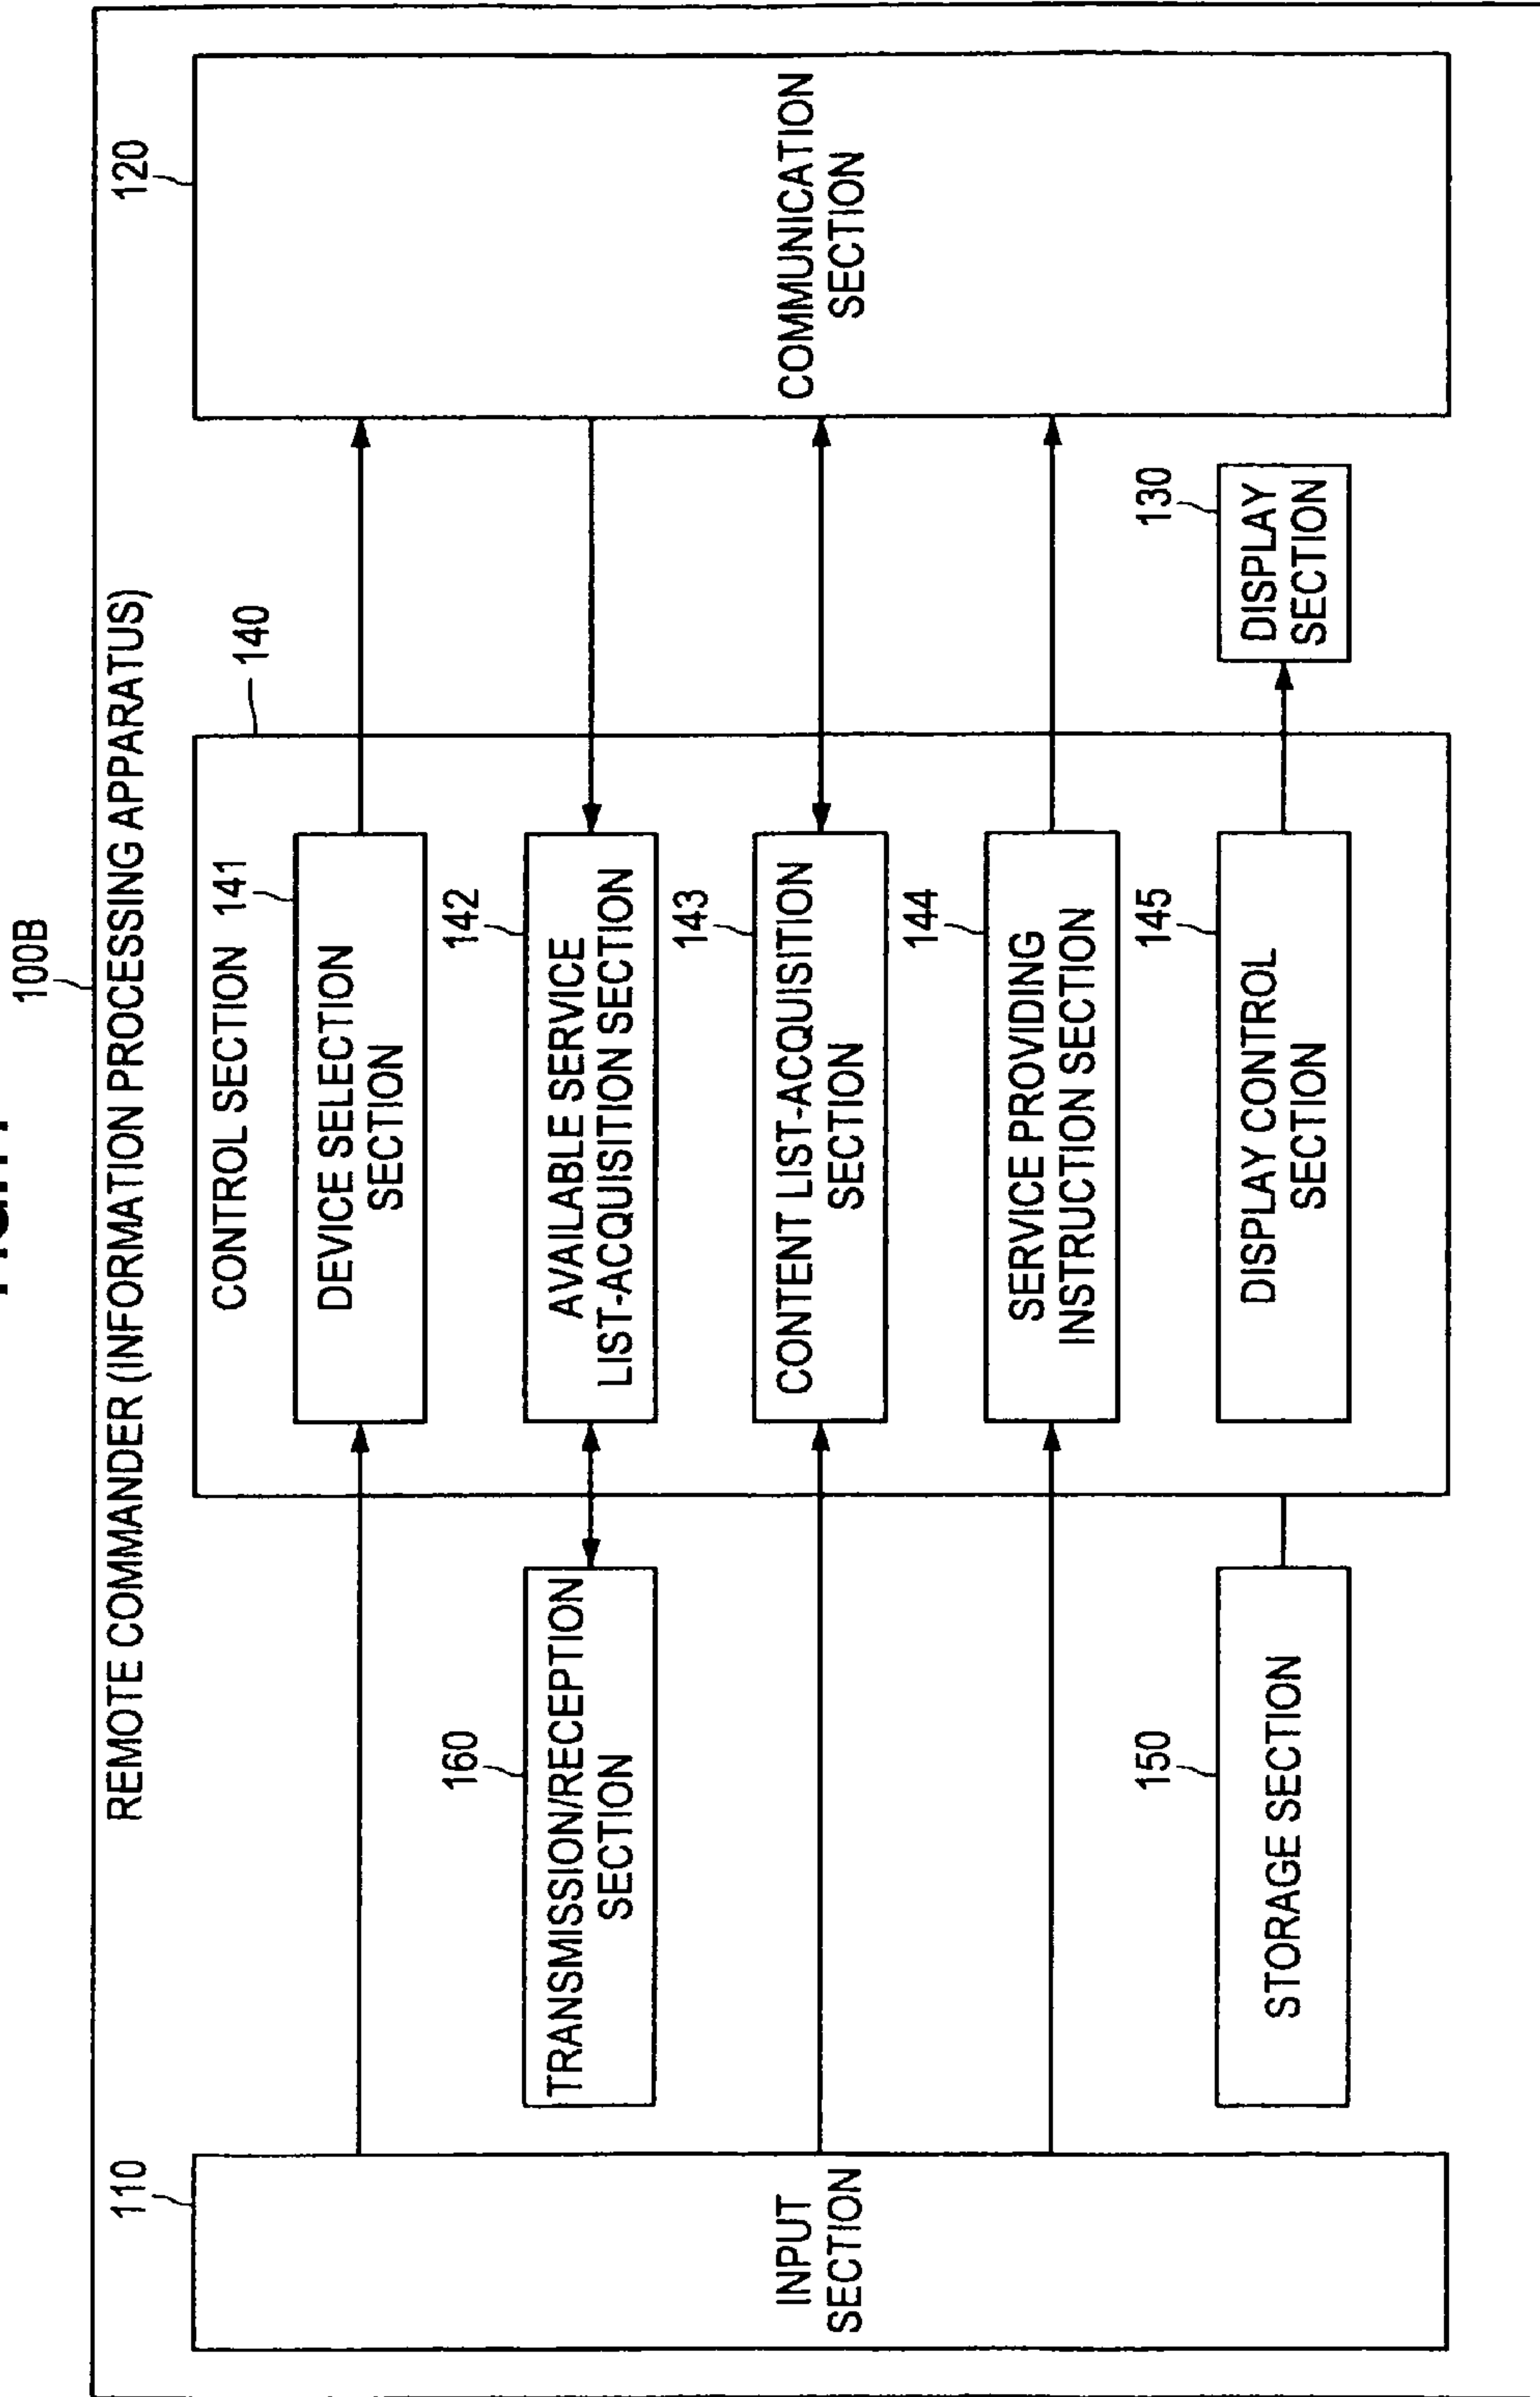 100B
REMOTE COMMANDER (INFORMATION PROCESSING APPARATUS)
110
INPUT
SECTION
160
TRANSMISSION/RECEPTION
SECTION
150
STORAGE SECTION
140
CONTROL SECTION
141
DEVICE SELECTION
SECTION
142
AVAILABLE SERVICE
LIST-ACQUISITION SECTION
143
CONTENT LIST-ACQUISITION
SECTION
144
SERVICE PROVIDING
INSTRUCTION SECTION
145
DISPLAY CONTROL
SECTION
130
DISPLAY
SECTION
120
COMMUNICATION
SECTION